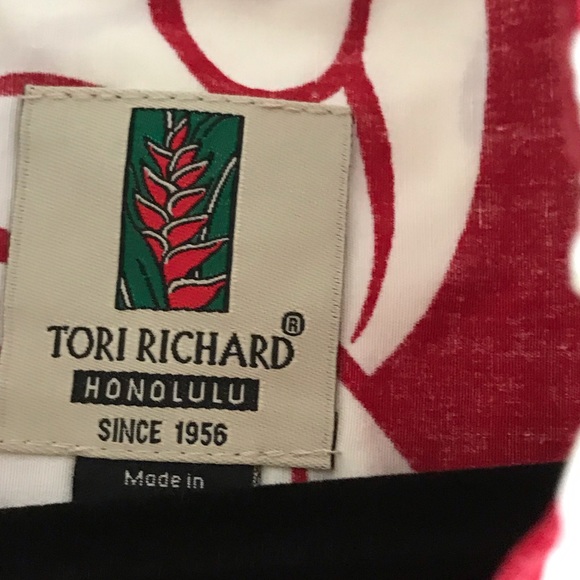 TORI RICHARD®
HONOLULU
SINCE 1956
Made in